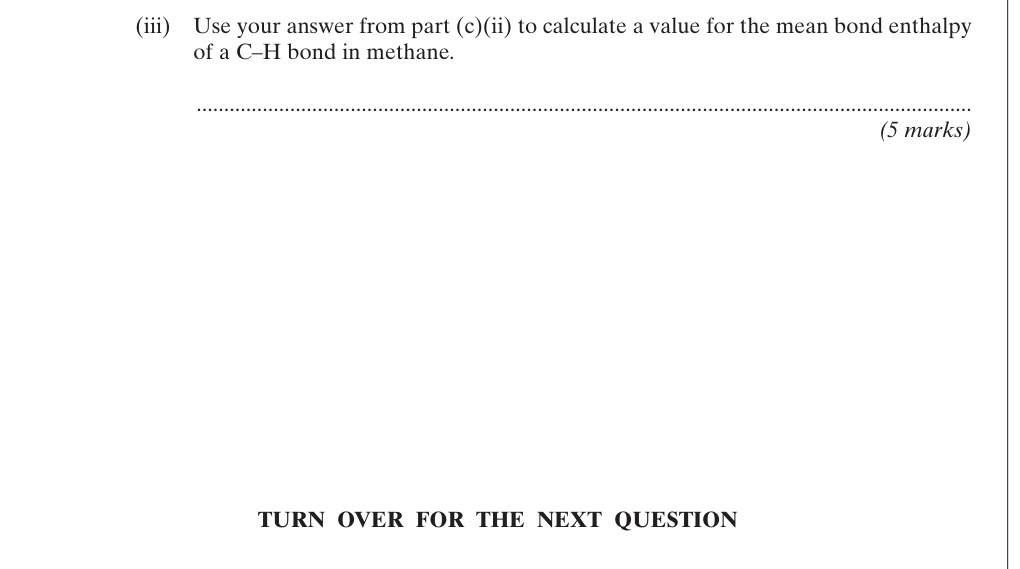 (iii) Use your answer from part (c)(ii) to calculate a value for the mean bond enthalpy
of a C–H bond in methane.
................................................................................................................................................
(5 marks)
TURN OVER FOR THE NEXT QUESTION